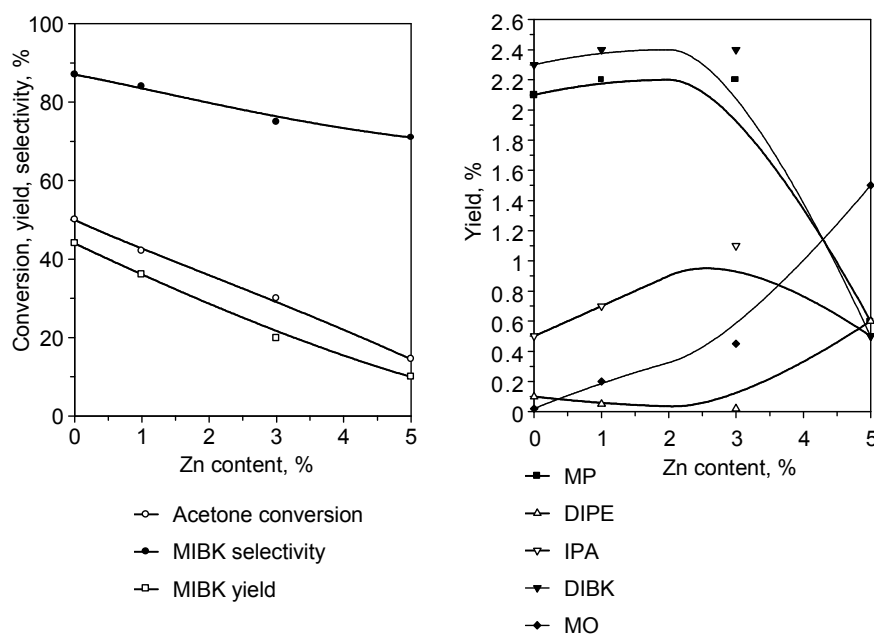 Conversion, yield, selectivity, %
100
80
60
40
20
0
0 1 2 3 4 5
Zn content, %
Acetone conversion
MIBK selectivity
MIBK yield
Yield, %
2.6
2.4
2.2
2
1.8
1.6
1.4
1.2
1
0.8
0.6
0.4
0.2
0
0 1 2 3 4 5
Zn content, %
MP
DIPE
IPA
DIBK
MO